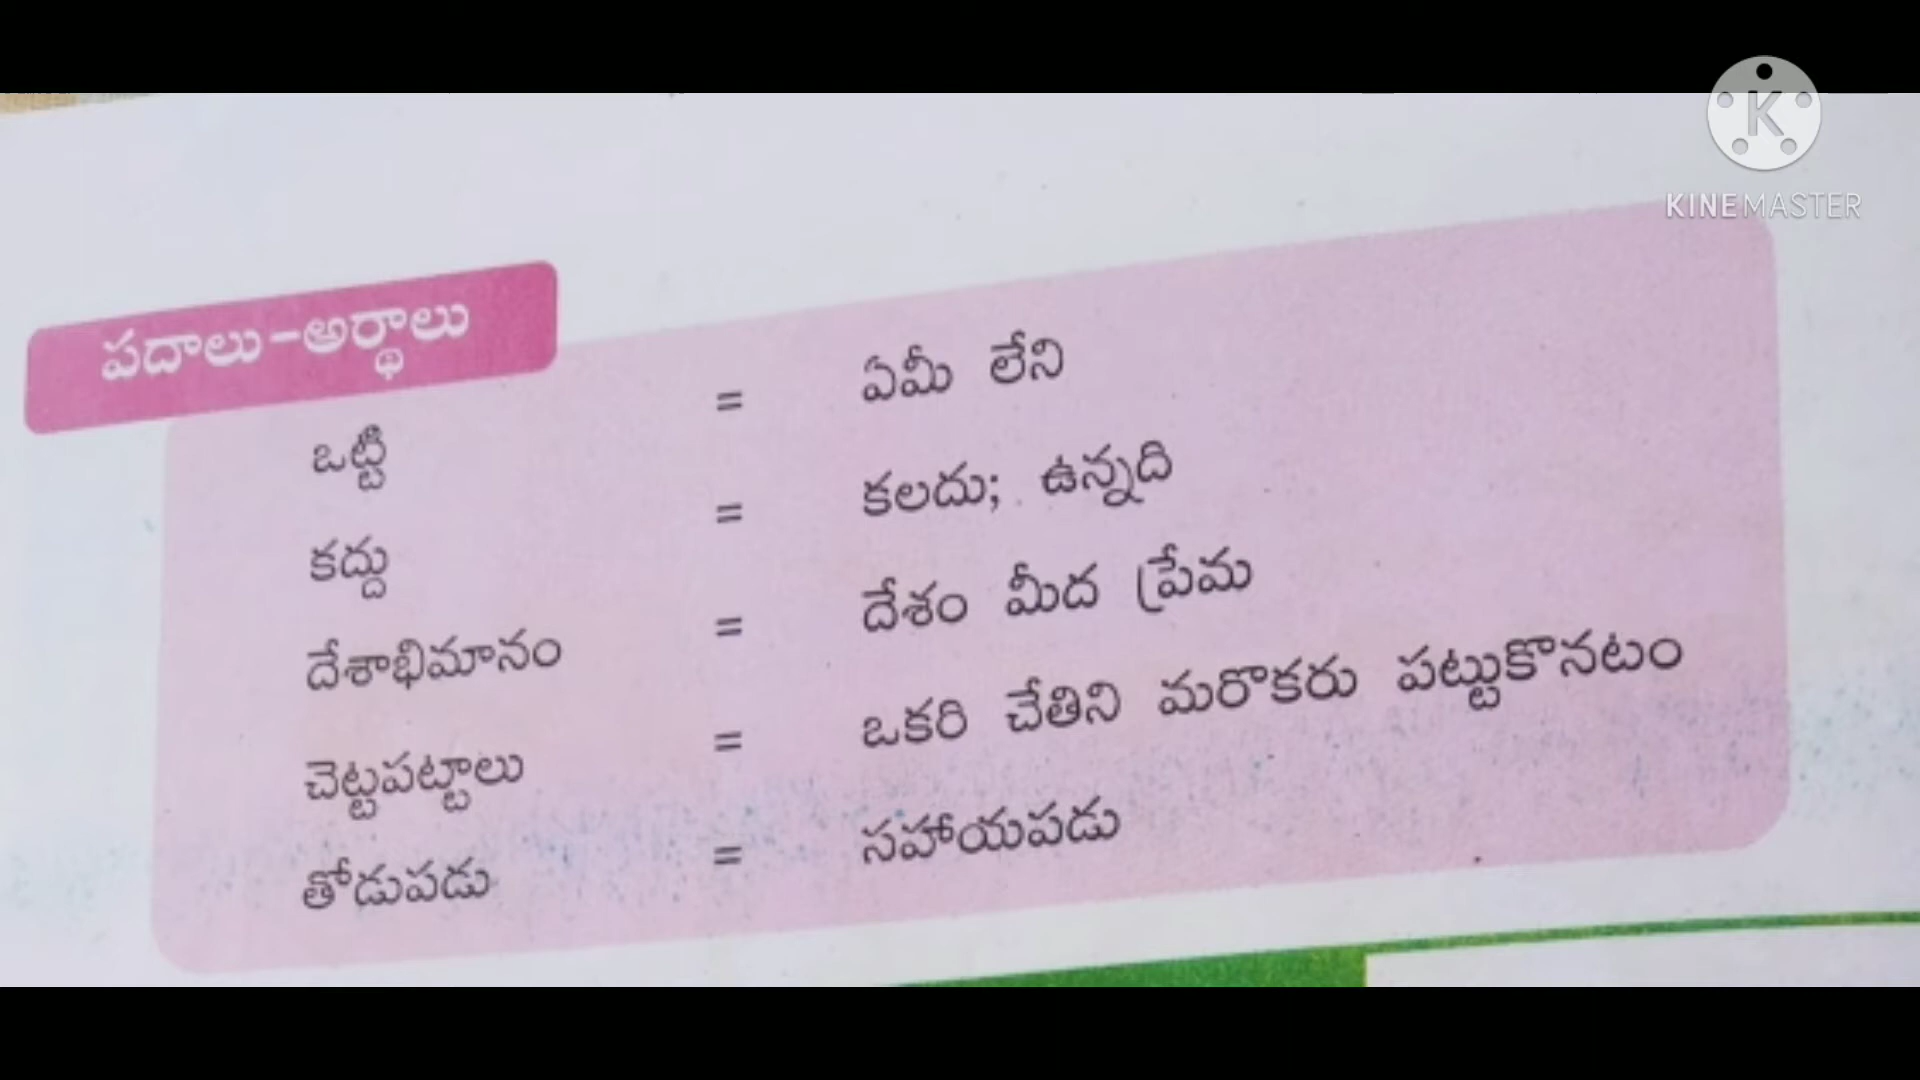 KINEMASTER
పదాలు-అర్థాలు
ఒట్టి = ఏమీ లేని
కద్దు = కలదు; ఉన్నది
దేశాభిమానం = దేశం మీద ప్రేమ
చెట్టపట్టాలు = ఒకరి చేతిని మరొకరు పట్టుకొనటం
తోడుపడు = సహాయపడు